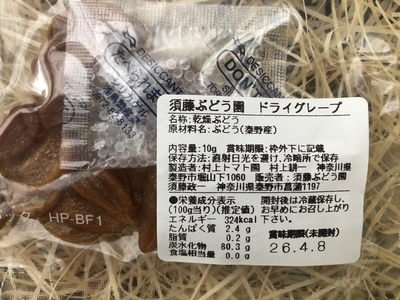 須藤ぶどう園 ドライグレープ
名称:乾燥ぶどう
原材料名:ぶどう(秦野産)
内容量:10g 賞味期限:枠外下に記載
保存方法:直射日光を避け、冷暗所で保存
製造者:村上トマト園 村上耕一 神奈川県
秦野市堀山下1060 販売者:須藤ぶどう園
須藤政一 神奈川県秦野市菖蒲1197
●栄養成分表示 開封後は冷蔵保存し、
(100g当り)(推定値) お早めにお召し上がり
エネルギー 324kcal 下さい。
たんぱく質 2.4 g
脂質 0.2 g
炭水化物 80.3 g
食塩相当量 0.0 g
賞味期限(未開封)
26.4.8
DESICCANT
HP-BF1